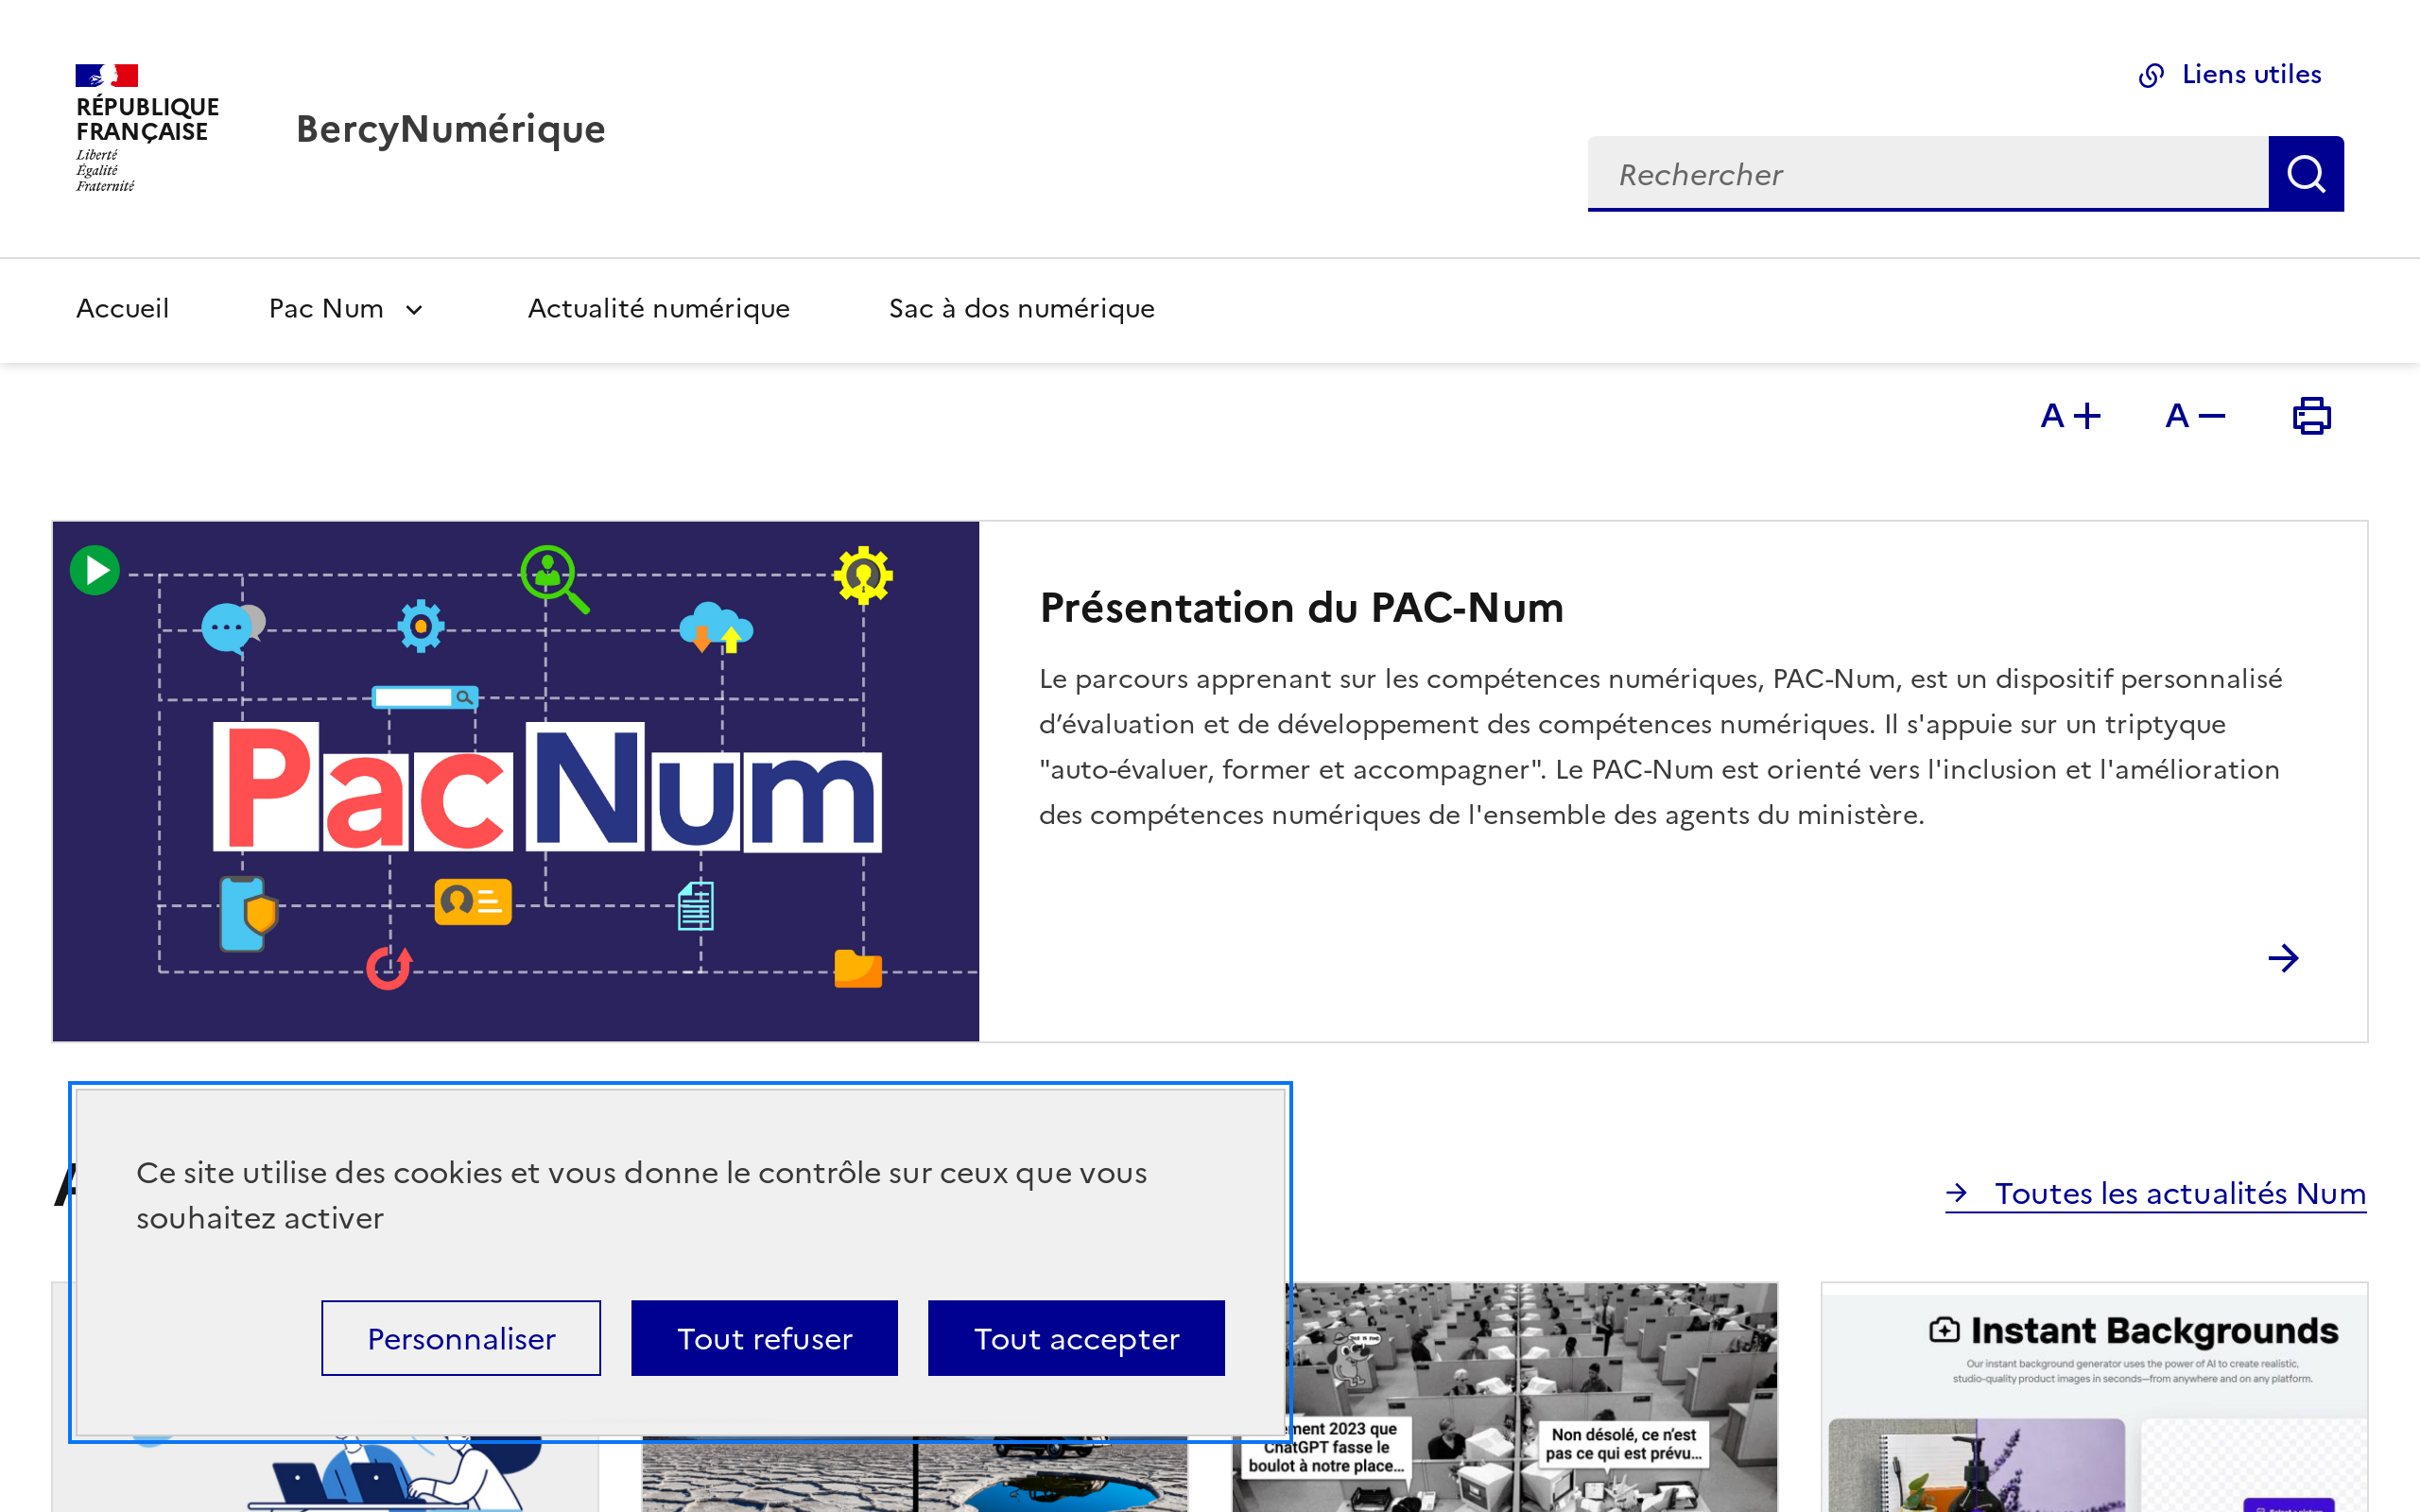 RÉPUBLIQUE
FRANÇAISE
Liberté
Égalité
Fraternité
BercyNumérique
Liens utiles
Rechercher
Accueil
Pac Num
Actualité numérique
Sac à dos numérique
A +
A −
PacNum
Présentation du PAC-Num
Le parcours apprenant sur les compétences numériques, PAC-Num, est un dispositif personnalisé
d’évaluation et de développement des compétences numériques. Il s'appuie sur un triptyque
"auto-évaluer, former et accompagner". Le PAC-Num est orienté vers l'inclusion et l'amélioration
des compétences numériques de l'ensemble des agents du ministère.
A
Toutes les actualités Num
Ce site utilise des cookies et vous donne le contrôle sur ceux que vous
souhaitez activer
Personnaliser
Tout refuser
Tout accepter
2023 que
ChatGPT fasse le
boulot à notre place...
Non désolé, ce n’est
pas ce qui est prévu...
Instant Backgrounds
Our instant background generator uses the power of AI to create realistic,
studio-quality product images in seconds—from anywhere and on any platform.